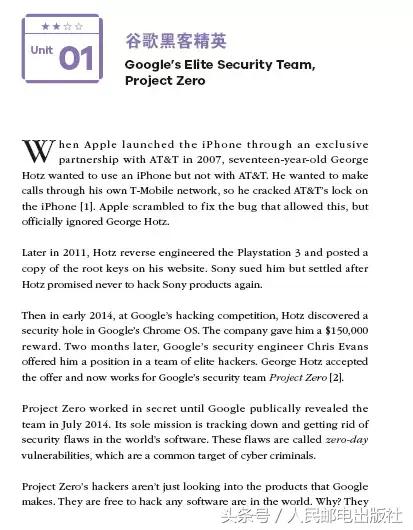 ★★☆☆
Unit 01
谷歌黑客精英
Google's Elite Security Team,
Project Zero
When Apple launched the iPhone through an exclusive
partnership with AT&T in 2007, seventeen-year-old George
Hotz wanted to use an iPhone but not with AT&T. He wanted to make
calls through his own T-Mobile network, so he cracked AT&T's lock on
the iPhone [1]. Apple scrambled to fix the bug that allowed this, but
officially ignored George Hotz.
Later in 2011, Hotz reverse engineered the Playstation 3 and posted a
copy of the root keys on his website. Sony sued him but settled after
Hotz promised never to hack Sony products again.
Then in early 2014, at Google's hacking competition, Hotz discovered a
security hole in Google's Chrome OS. The company gave him a $150,000
reward. Two months later, Google's security engineer Chris Evans
offered him a position in a team of elite hackers. George Hotz accepted
the offer and now works for Google's security team Project Zero [2].
Project Zero worked in secret until Google publically revealed the
team in July 2014. Its sole mission is tracking down and getting rid of
security flaws in the world's software. These flaws are called zero-day
vulnerabilities, which are a common target of cyber criminals.
Project Zero's hackers aren't just looking into the products that Google
makes. They are free to hack any software are in the world. Why? They
头条号／人民邮电出版社